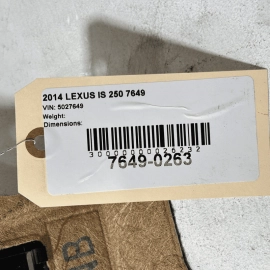 2014 LEXUS IS 250 7649
VIN: 5027649
Weight:
Dimensions:
3000000026232
7649-0263